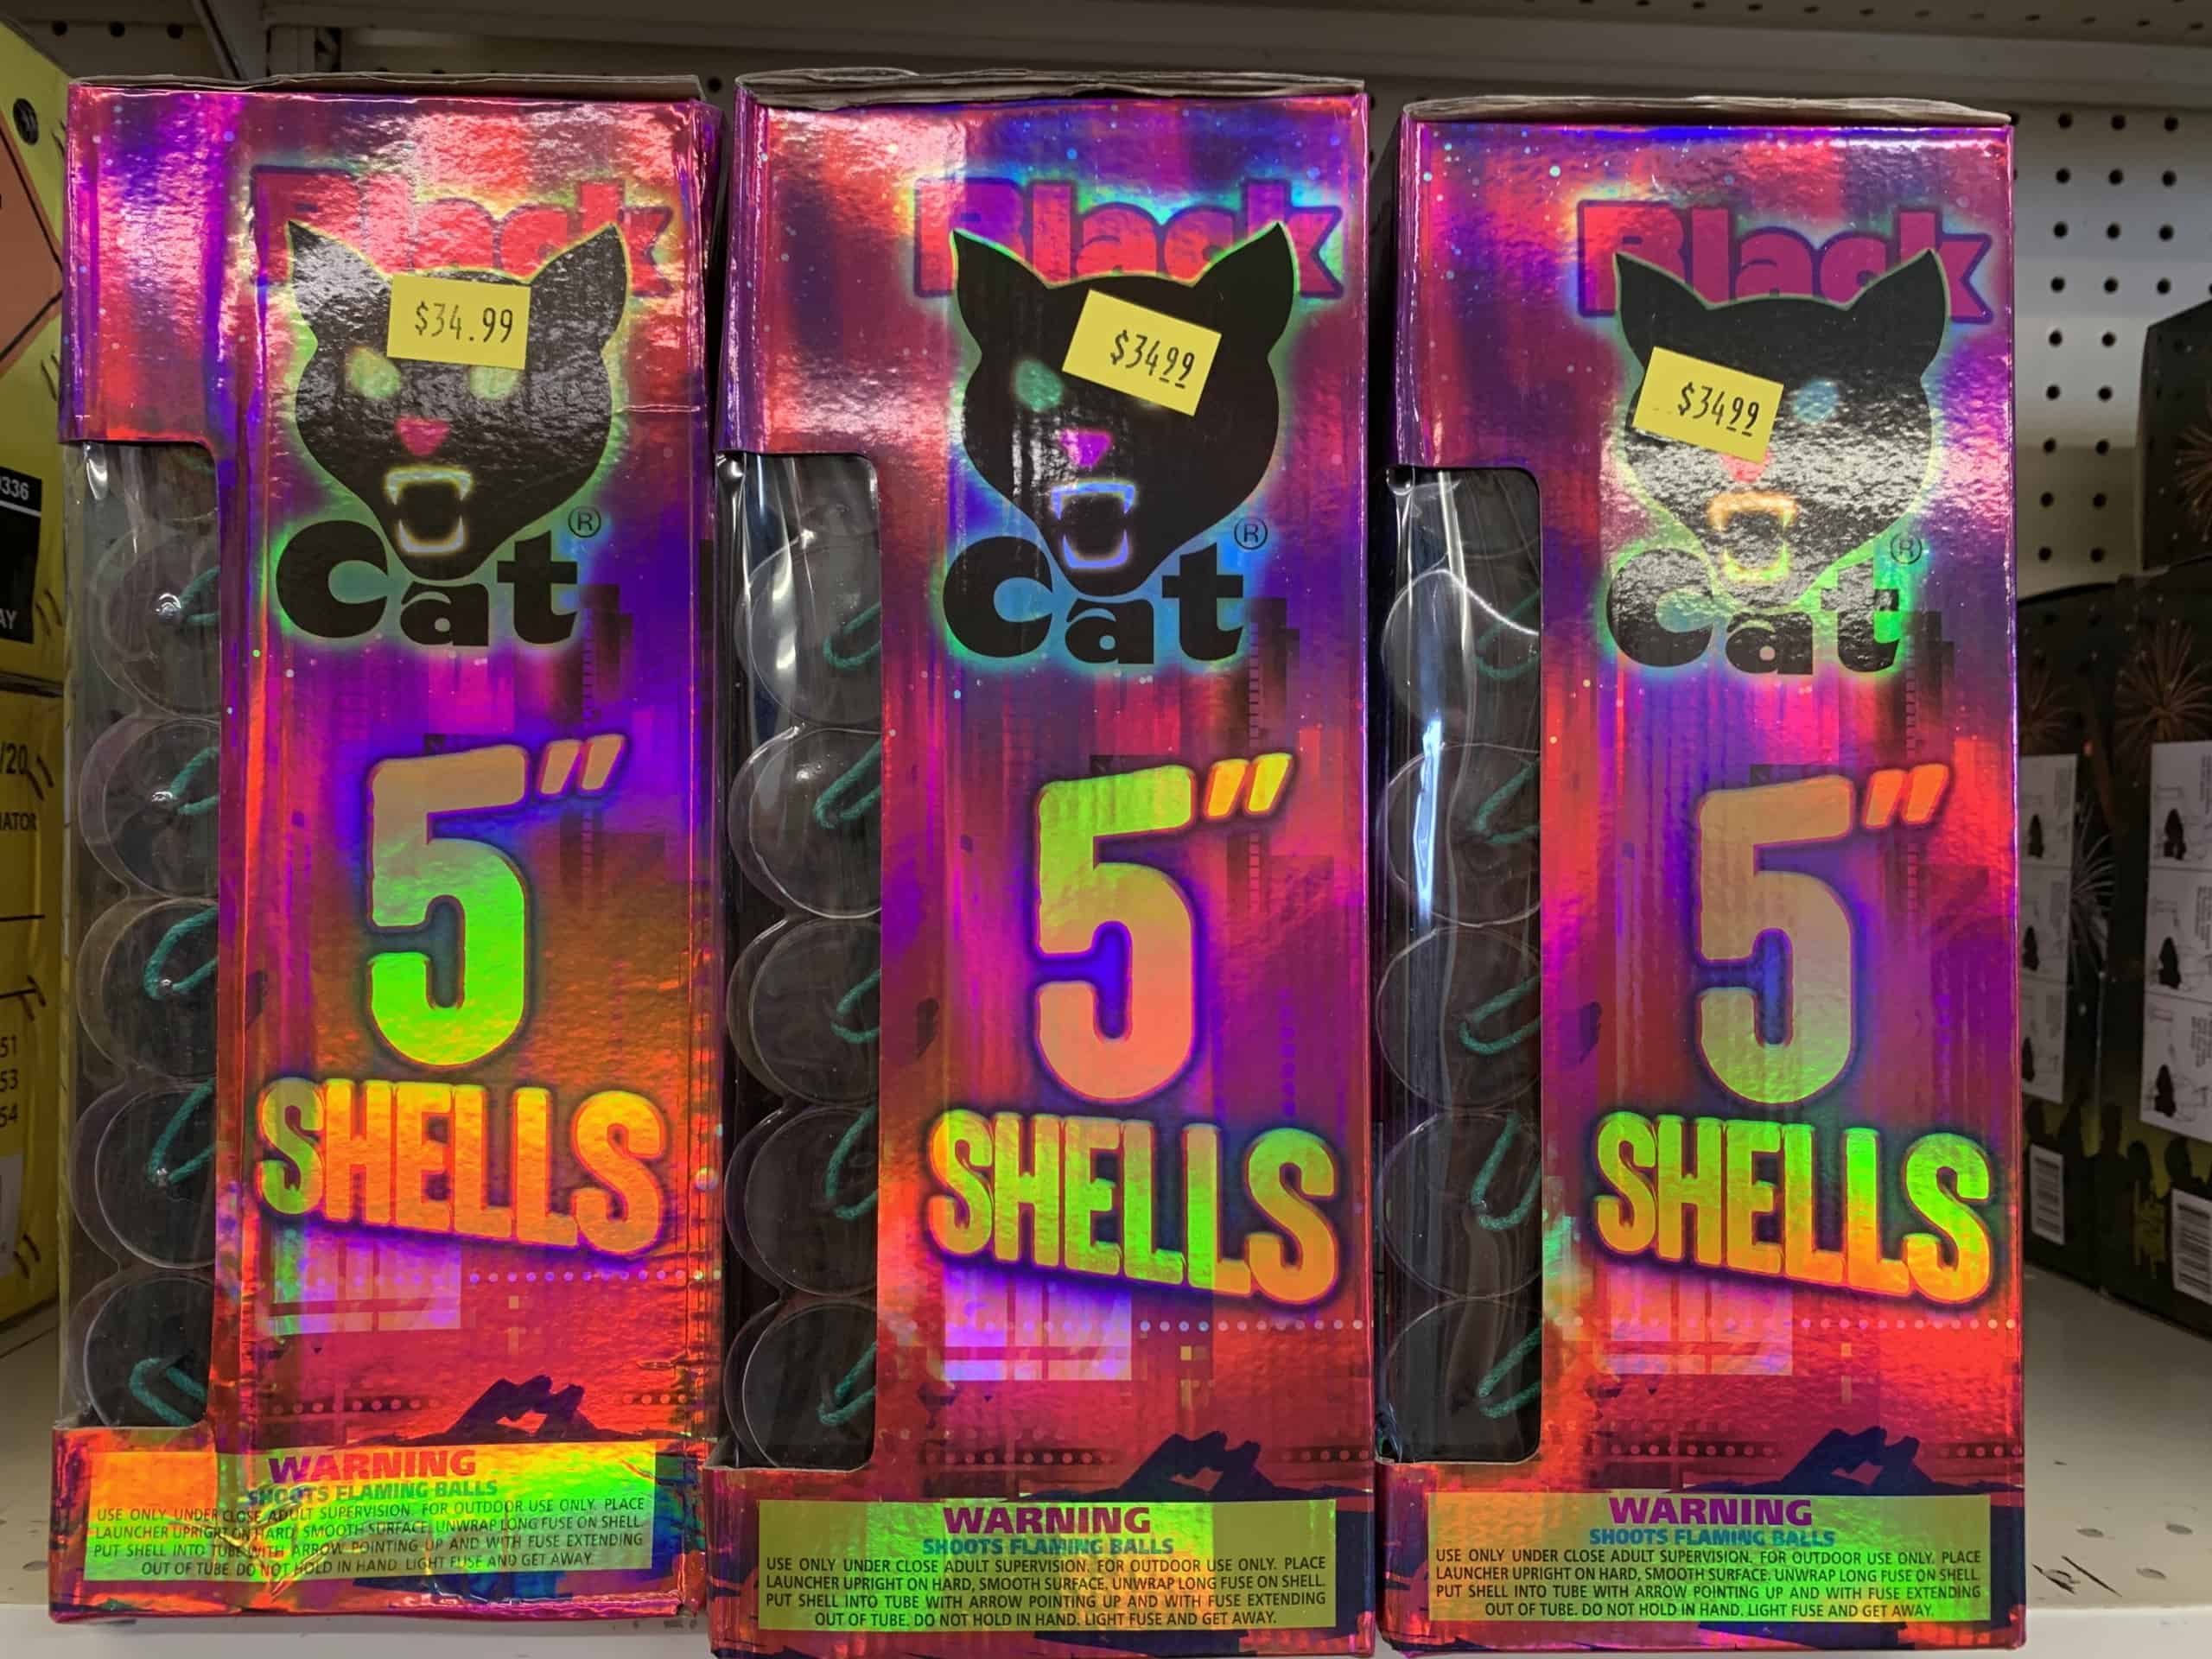 Black
$34.99
Cat®
5"
SHELLS
WARNING
SHOOTS FLAMING BALLS
USE ONLY UNDER CLOSE ADULT SUPERVISION. FOR OUTDOOR USE ONLY. PLACE
LAUNCHER UPRIGHT ON HARD, SMOOTH SURFACE, UNWRAP LONG FUSE ON SHELL.
PUT SHELL INTO TUBE WITH ARROW POINTING UP AND WITH FUSE EXTENDING
OUT OF TUBE. DO NOT HOLD IN HAND. LIGHT FUSE AND GET AWAY.
Black
$3499
Cat®
5"
SHELLS
WARNING
SHOOTS FLAMING BALLS
USE ONLY UNDER CLOSE ADULT SUPERVISION. FOR OUTDOOR USE ONLY. PLACE
LAUNCHER UPRIGHT ON HARD, SMOOTH SURFACE, UNWRAP LONG FUSE ON SHELL.
PUT SHELL INTO TUBE WITH ARROW POINTING UP AND WITH FUSE EXTENDING
OUT OF TUBE. DO NOT HOLD IN HAND. LIGHT FUSE AND GET AWAY.
Black
$3499
Cat®
5"
SHELLS
WARNING
SHOOTS FLAMING BALLS
USE ONLY UNDER CLOSE ADULT SUPERVISION. FOR OUTDOOR USE ONLY. PLACE
LAUNCHER UPRIGHT ON HARD, SMOOTH SURFACE, UNWRAP LONG FUSE ON SHELL.
PUT SHELL INTO TUBE WITH ARROW POINTING UP AND WITH FUSE EXTENDING
OUT OF TUBE. DO NOT HOLD IN HAND. LIGHT FUSE AND GET AWAY.
336
/20
51
53
54